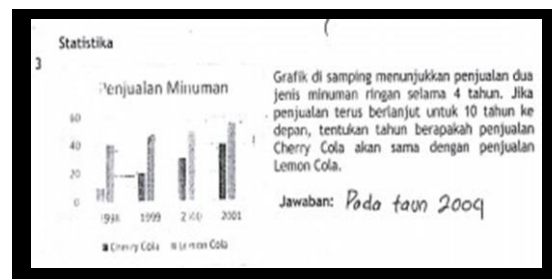 Statistika
3
Penjualan Minuman
60
40
20
0
1998 1999 2000 2001
Cherry Cola Lemon Cola
Grafik di samping menunjukkan penjualan dua
jenis minuman ringan selama 4 tahun. Jika
penjualan terus berlanjut untuk 10 tahun ke
depan, tentukan tahun berapakah penjualan
Cherry Cola akan sama dengan penjualan
Lemon Cola.
Jawaban: Pada taun 2009